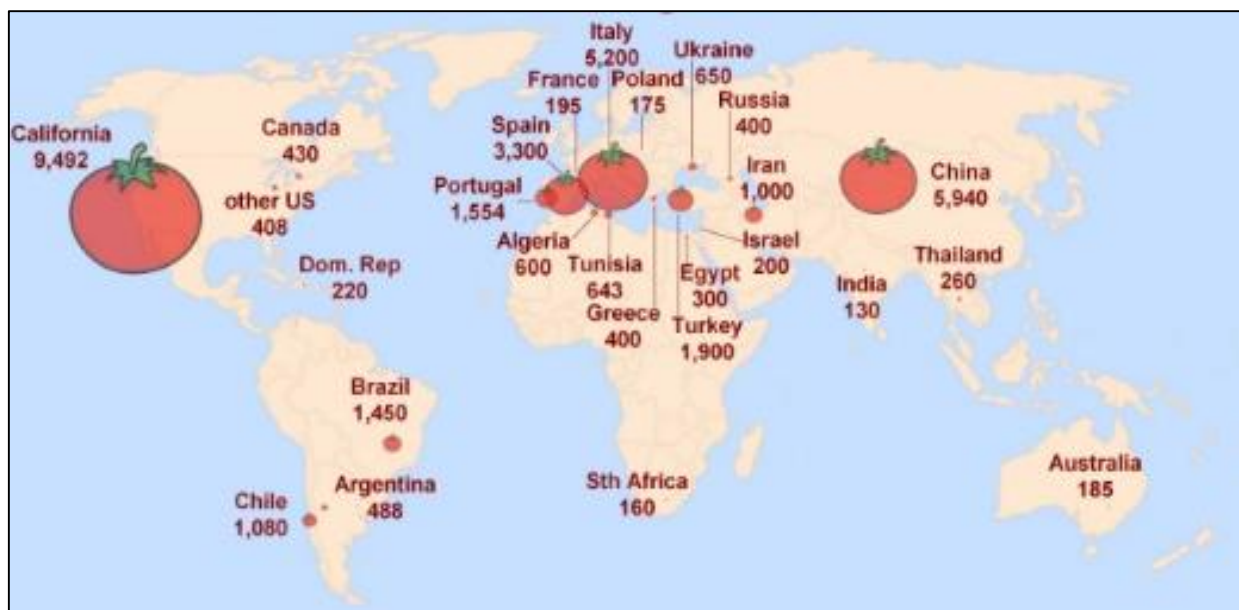 Italy
5,200
Ukraine
650
France
195
Poland
175
Russia
400
California
9,492
Canada
430
Spain
3,300
Iran
1,000
China
5,940
Portugal
1,554
other US
408
Algeria
600
Tunisia
643
Israel
200
Dom. Rep
220
Egypt
300
Thailand
260
India
130
Greece
400
Turkey
1,900
Brazil
1,450
Sth Africa
160
Australia
185
Chile
1,080
Argentina
488